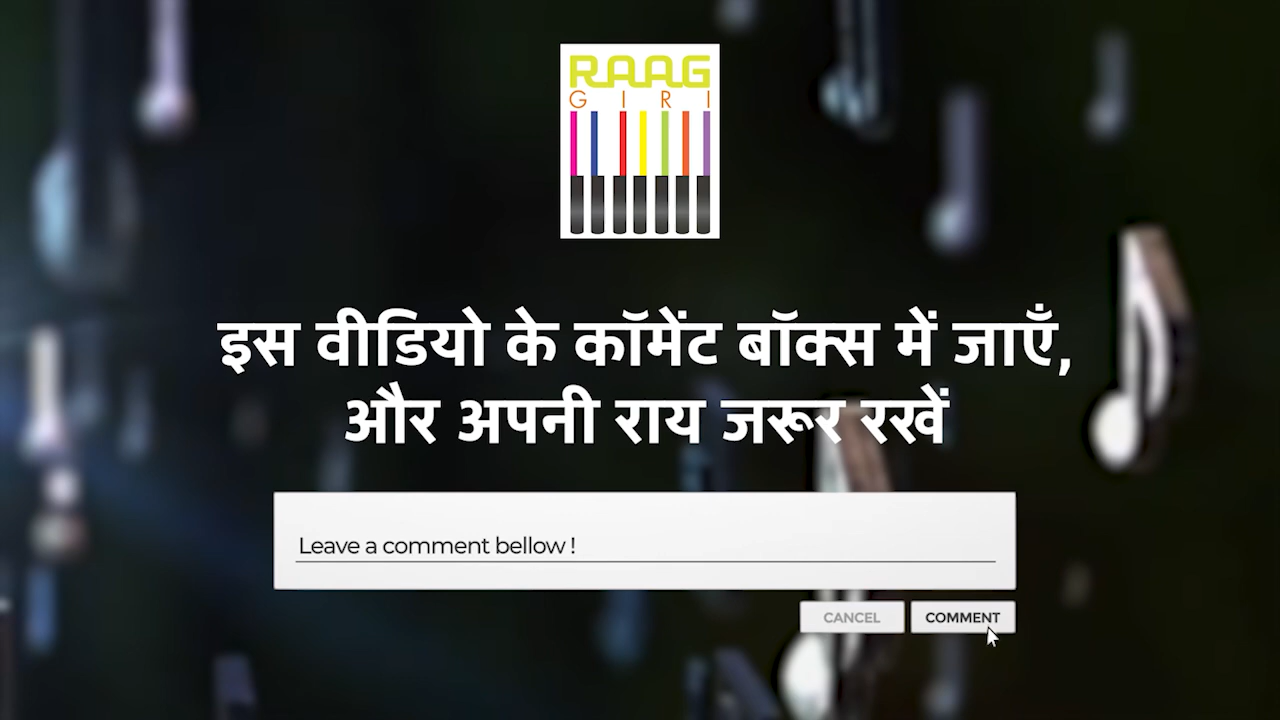 RAAG
GIRI
इस वीडियो के कॉमेंट बॉक्स में जाएँ,
और अपनी राय जरूर रखें
Leave a comment bellow !
CANCEL
COMMENT